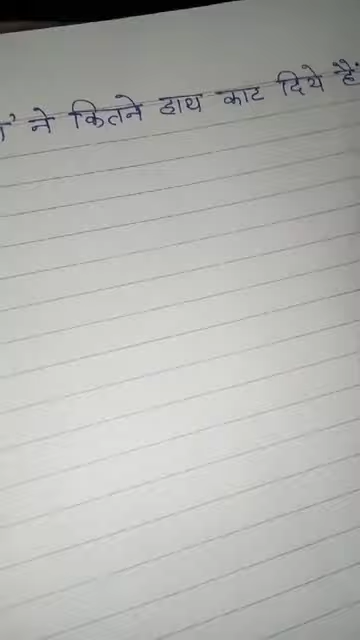 ने कितने हाथ काट दिये हैं